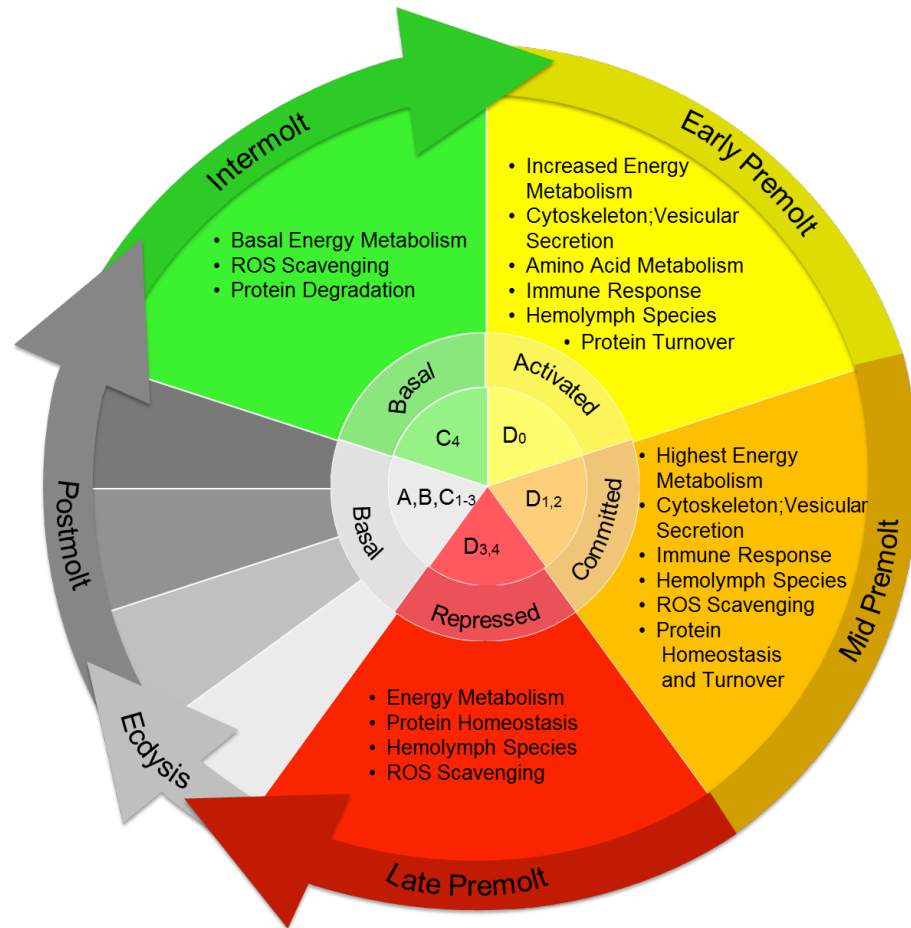 Intermolt
• Basal Energy Metabolism
• ROS Scavenging
• Protein Degradation
Basal
C4
Early Premolt
• Increased Energy
Metabolism
• Cytoskeleton;Vesicular
Secretion
• Amino Acid Metabolism
• Immune Response
• Hemolymph Species
• Protein Turnover
Activated
D0
Mid Premolt
• Highest Energy
Metabolism
• Cytoskeleton;Vesicular
Secretion
• Immune Response
• Hemolymph Species
• ROS Scavenging
• Protein
Homeostasis
and Turnover
Committed
D1,2
Late Premolt
• Energy Metabolism
• Protein Homeostasis
• Hemolymph Species
• ROS Scavenging
Repressed
D3,4
Ecdysis
Postmolt
Basal
A,B,C1-3